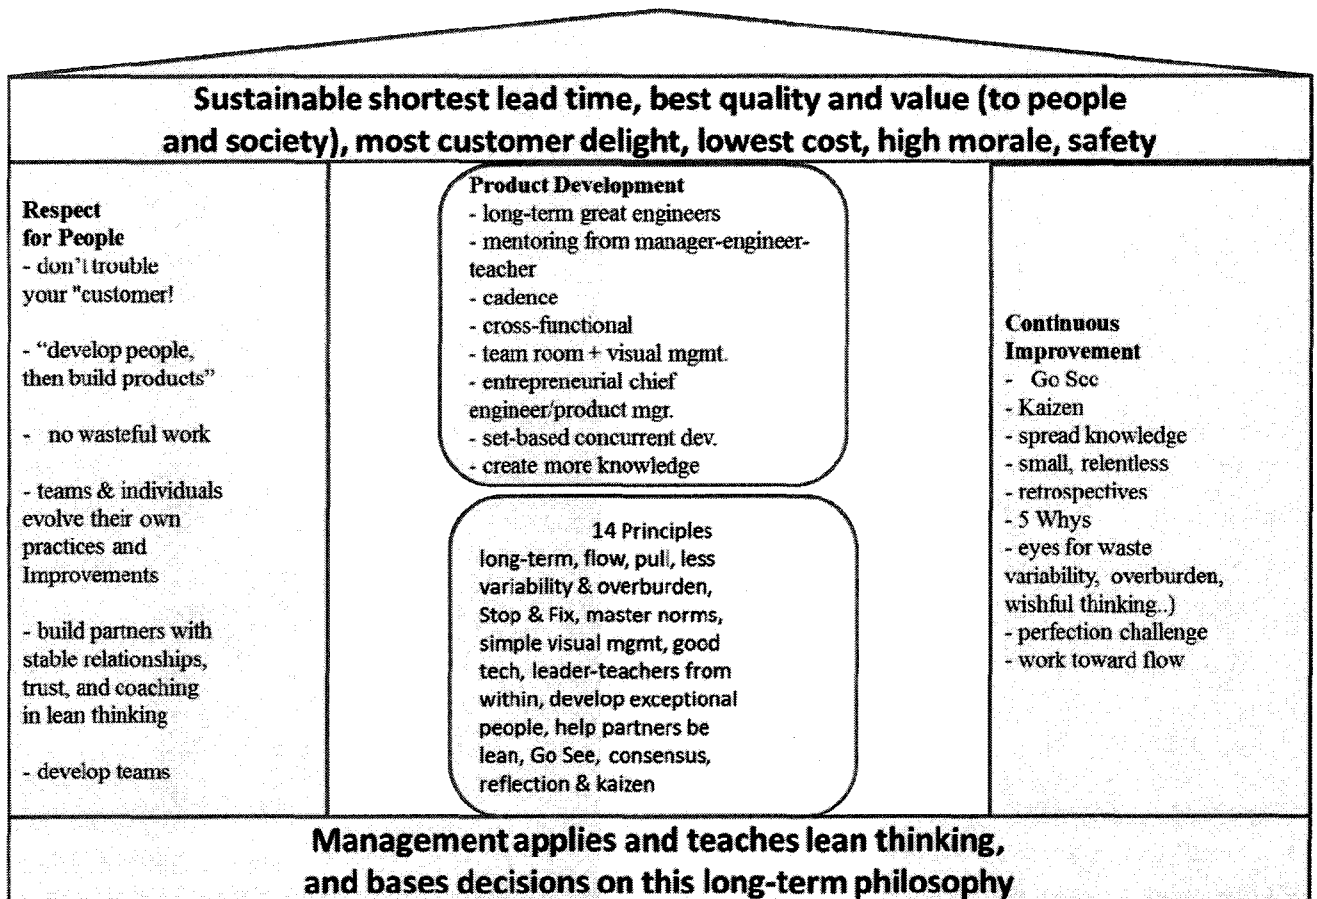 Sustainable shortest lead time, best quality and value (to people
and society), most customer delight, lowest cost, high morale, safety
Respect
for People
- don't trouble
your "customer!
- “develop people,
then build products”
- no wasteful work
- teams & individuals
evolve their own
practices and
Improvements
- build partners with
stable relationships,
trust, and coaching
in lean thinking
- develop teams
Product Development
- long-term great engineers
- mentoring from manager-engineer-
teacher
- cadence
- cross-functional
- team room + visual mgmt.
- entrepreneurial chief
engineer/product mgr.
- set-based concurrent dev.
- create more knowledge
14 Principles
long-term, flow, pull, less
variability & overburden,
Stop & Fix, master norms,
simple visual mgmt, good
tech, leader-teachers from
within, develop exceptional
people, help partners be
lean, Go See, consensus,
reflection & kaizen
Continuous
Improvement
- Go See
- Kaizen
- spread knowledge
- small, relentless
- retrospectives
- 5 Whys
- eyes for waste
variability, overburden,
wishful thinking..)
- perfection challenge
- work toward flow
Management applies and teaches lean thinking,
and bases decisions on this long-term philosophy